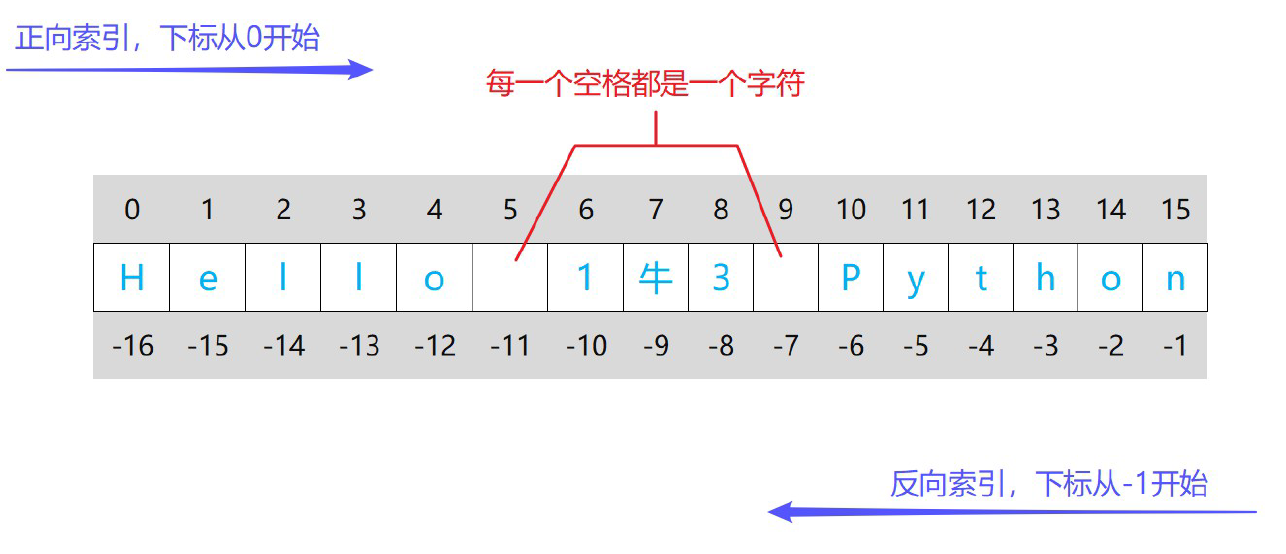 正向索引，下标从0开始
每一个空格都是一个字符
0 1 2 3 4 5 6 7 8 9 10 11 12 13 14 15
H e l l o 1 牛 3 P y t h o n
-16 -15 -14 -13 -12 -11 -10 -9 -8 -7 -6 -5 -4 -3 -2 -1
反向索引，下标从-1开始